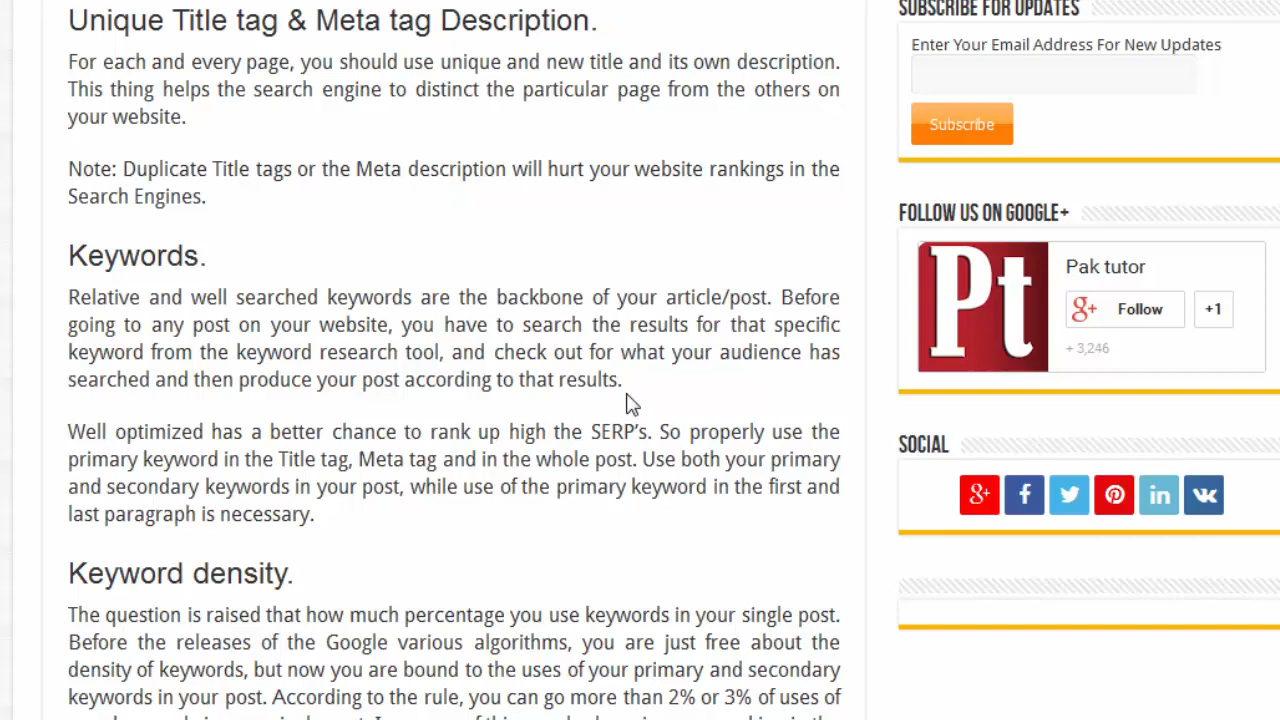 Unique Title tag & Meta tag Description.
For each and every page, you should use unique and new title and its own description.
This thing helps the search engine to distinct the particular page from the others on
your website.
Note: Duplicate Title tags or the Meta description will hurt your website rankings in the
Search Engines.
Keywords.
Relative and well searched keywords are the backbone of your article/post. Before
going to any post on your website, you have to search the results for that specific
keyword from the keyword research tool, and check out for what your audience has
searched and then produce your post according to that results.
Well optimized has a better chance to rank up high the SERP’s. So properly use the
primary keyword in the Title tag, Meta tag and in the whole post. Use both your primary
and secondary keywords in your post, while use of the primary keyword in the first and
last paragraph is necessary.
Keyword density.
The question is raised that how much percentage you use keywords in your single post.
Before the releases of the Google various algorithms, you are just free about the
density of keywords, but now you are bound to the uses of your primary and secondary
keywords in your post. According to the rule, you can go more than 2% or 3% of uses of
SUBSCRIBE FOR UPDATES
Enter Your Email Address For New Updates
Subscribe
FOLLOW US ON GOOGLE+
Pt
Pak tutor
g+ Follow +1
+ 3,246
SOCIAL
g+ f in